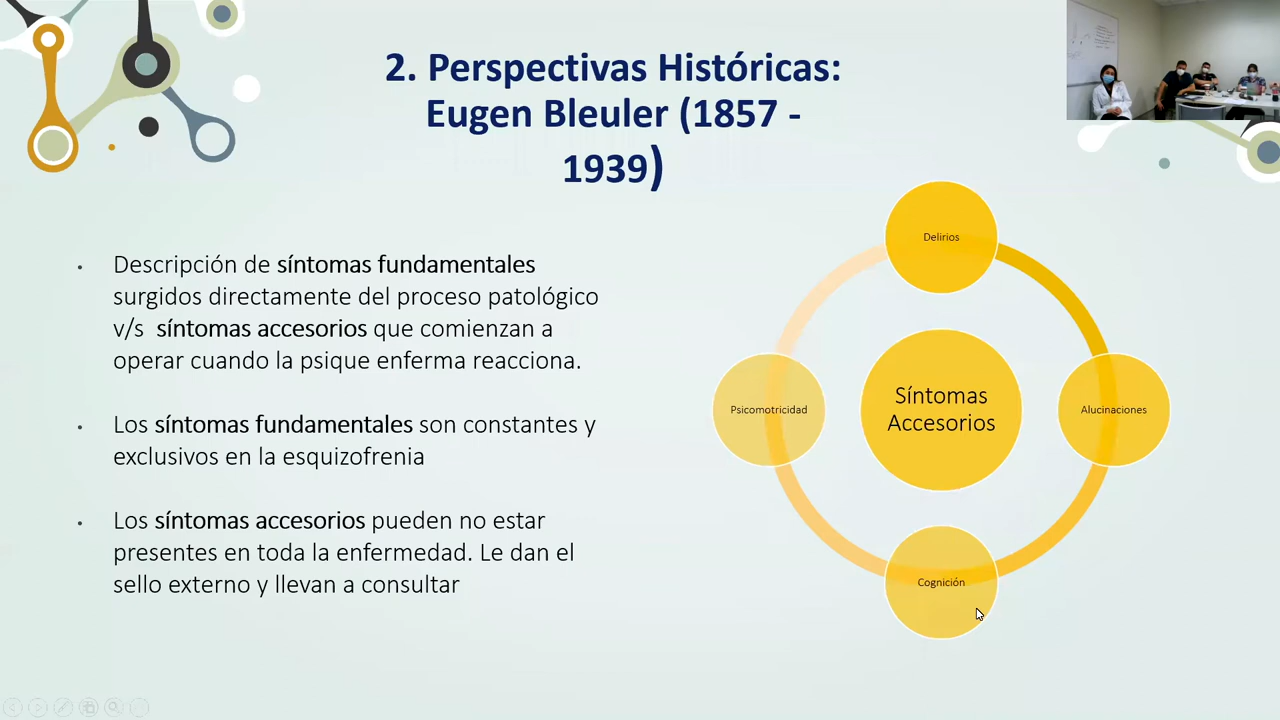 2. Perspectivas Históricas:
Eugen Bleuler (1857 -
1939)
Descripción de síntomas fundamentales
surgidos directamente del proceso patológico
v/s síntomas accesorios que comienzan a
operar cuando la psique enferma reacciona.
Los síntomas fundamentales son constantes y
exclusivos en la esquizofrenia
Los síntomas accesorios pueden no estar
presentes en toda la enfermedad. Le dan el
sello externo y llevan a consultar
Delirios
Psicomotricidad
Síntomas
Accesorios
Alucinaciones
Cognición